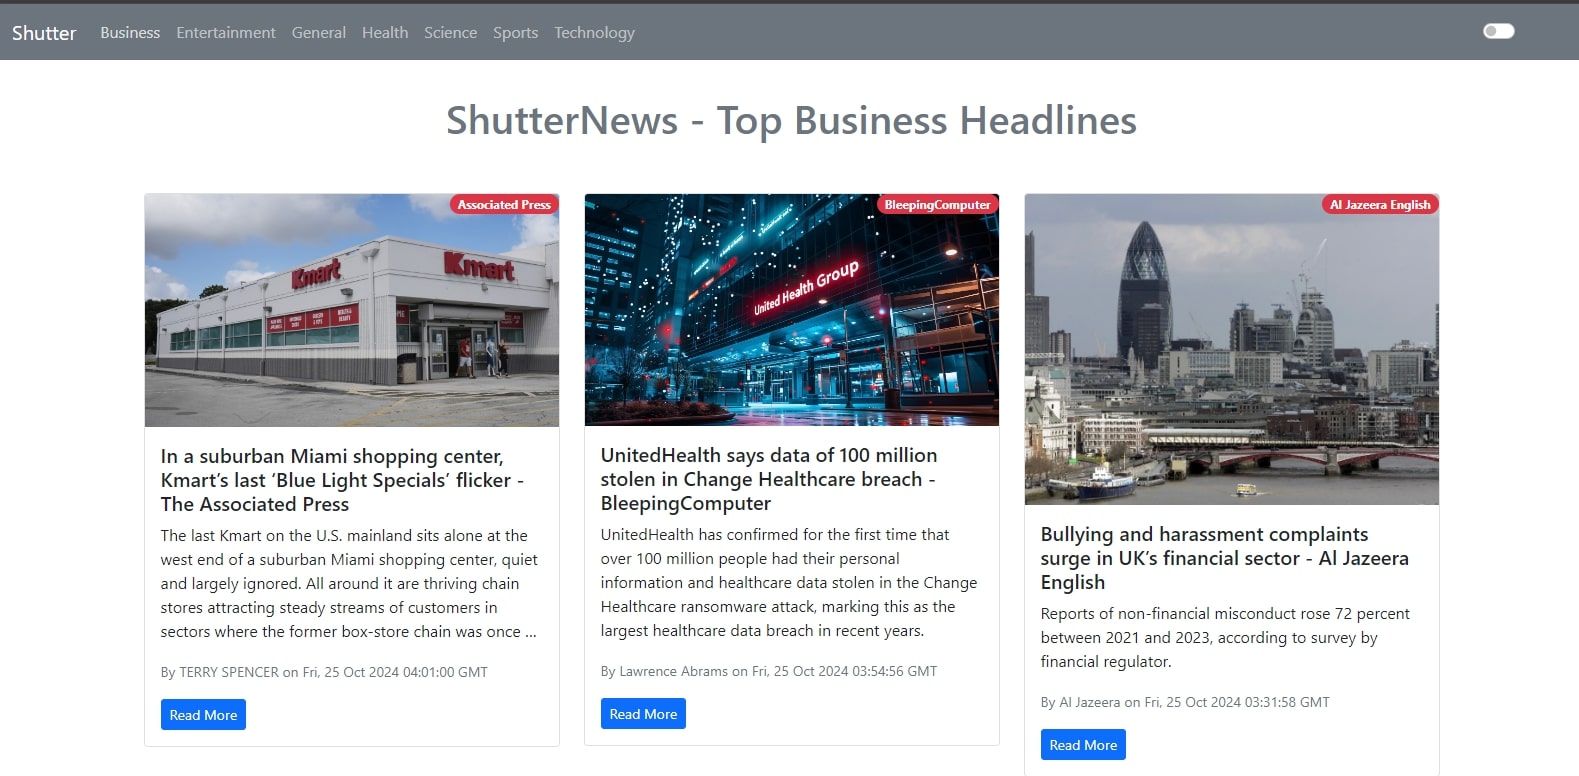 Shutter Business Entertainment General Health Science Sports Technology
ShutterNews - Top Business Headlines
Associated Press
Kmart Kmart
In a suburban Miami shopping center,
Kmart’s last ‘Blue Light Specials’ flicker -
The Associated Press
The last Kmart on the U.S. mainland sits alone at the
west end of a suburban Miami shopping center, quiet
and largely ignored. All around it are thriving chain
stores attracting steady streams of customers in
sectors where the former box-store chain was once ...
By TERRY SPENCER on Fri, 25 Oct 2024 04:01:00 GMT
Read More
BleepingComputer
United Health Group
UnitedHealth says data of 100 million
stolen in Change Healthcare breach -
BleepingComputer
UnitedHealth has confirmed for the first time that
over 100 million people had their personal
information and healthcare data stolen in the Change
Healthcare ransomware attack, marking this as the
largest healthcare data breach in recent years.
By Lawrence Abrams on Fri, 25 Oct 2024 03:54:56 GMT
Read More
Al Jazeera English
Bullying and harassment complaints
surge in UK’s financial sector - Al Jazeera
English
Reports of non-financial misconduct rose 72 percent
between 2021 and 2023, according to survey by
financial regulator.
By Al Jazeera on Fri, 25 Oct 2024 03:31:58 GMT
Read More